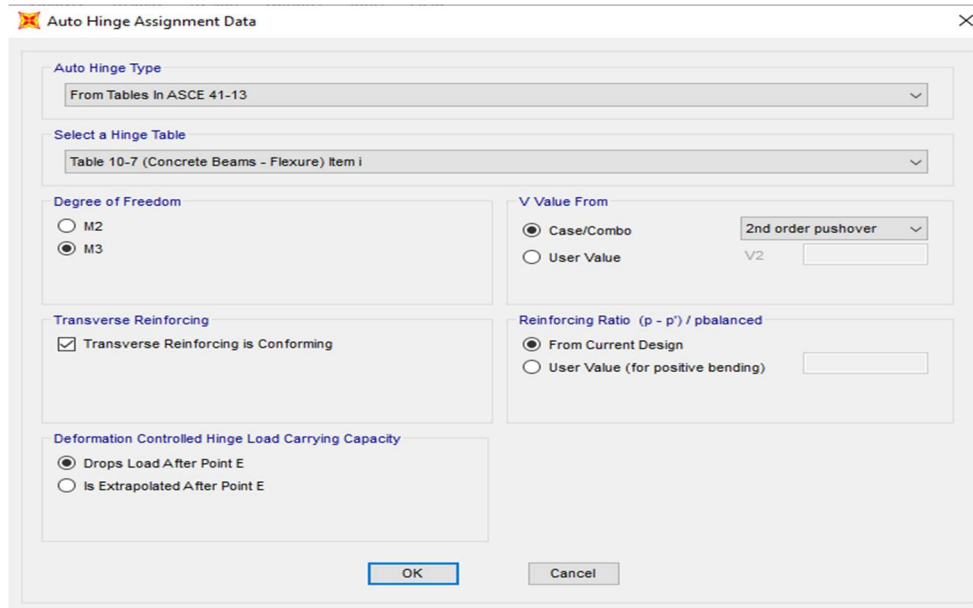 Auto Hinge Assignment Data
Auto Hinge Type
From Tables In ASCE 41-13
Select a Hinge Table
Table 10-7 (Concrete Beams - Flexure) Item i
Degree of Freedom
M2
M3
V Value From
Case/Combo 2nd order pushover
User Value V2
Transverse Reinforcing
Transverse Reinforcing is Conforming
Reinforcing Ratio (p - p') / pbalanced
From Current Design
User Value (for positive bending)
Deformation Controlled Hinge Load Carrying Capacity
Drops Load After Point E
Is Extrapolated After Point E
OK Cancel